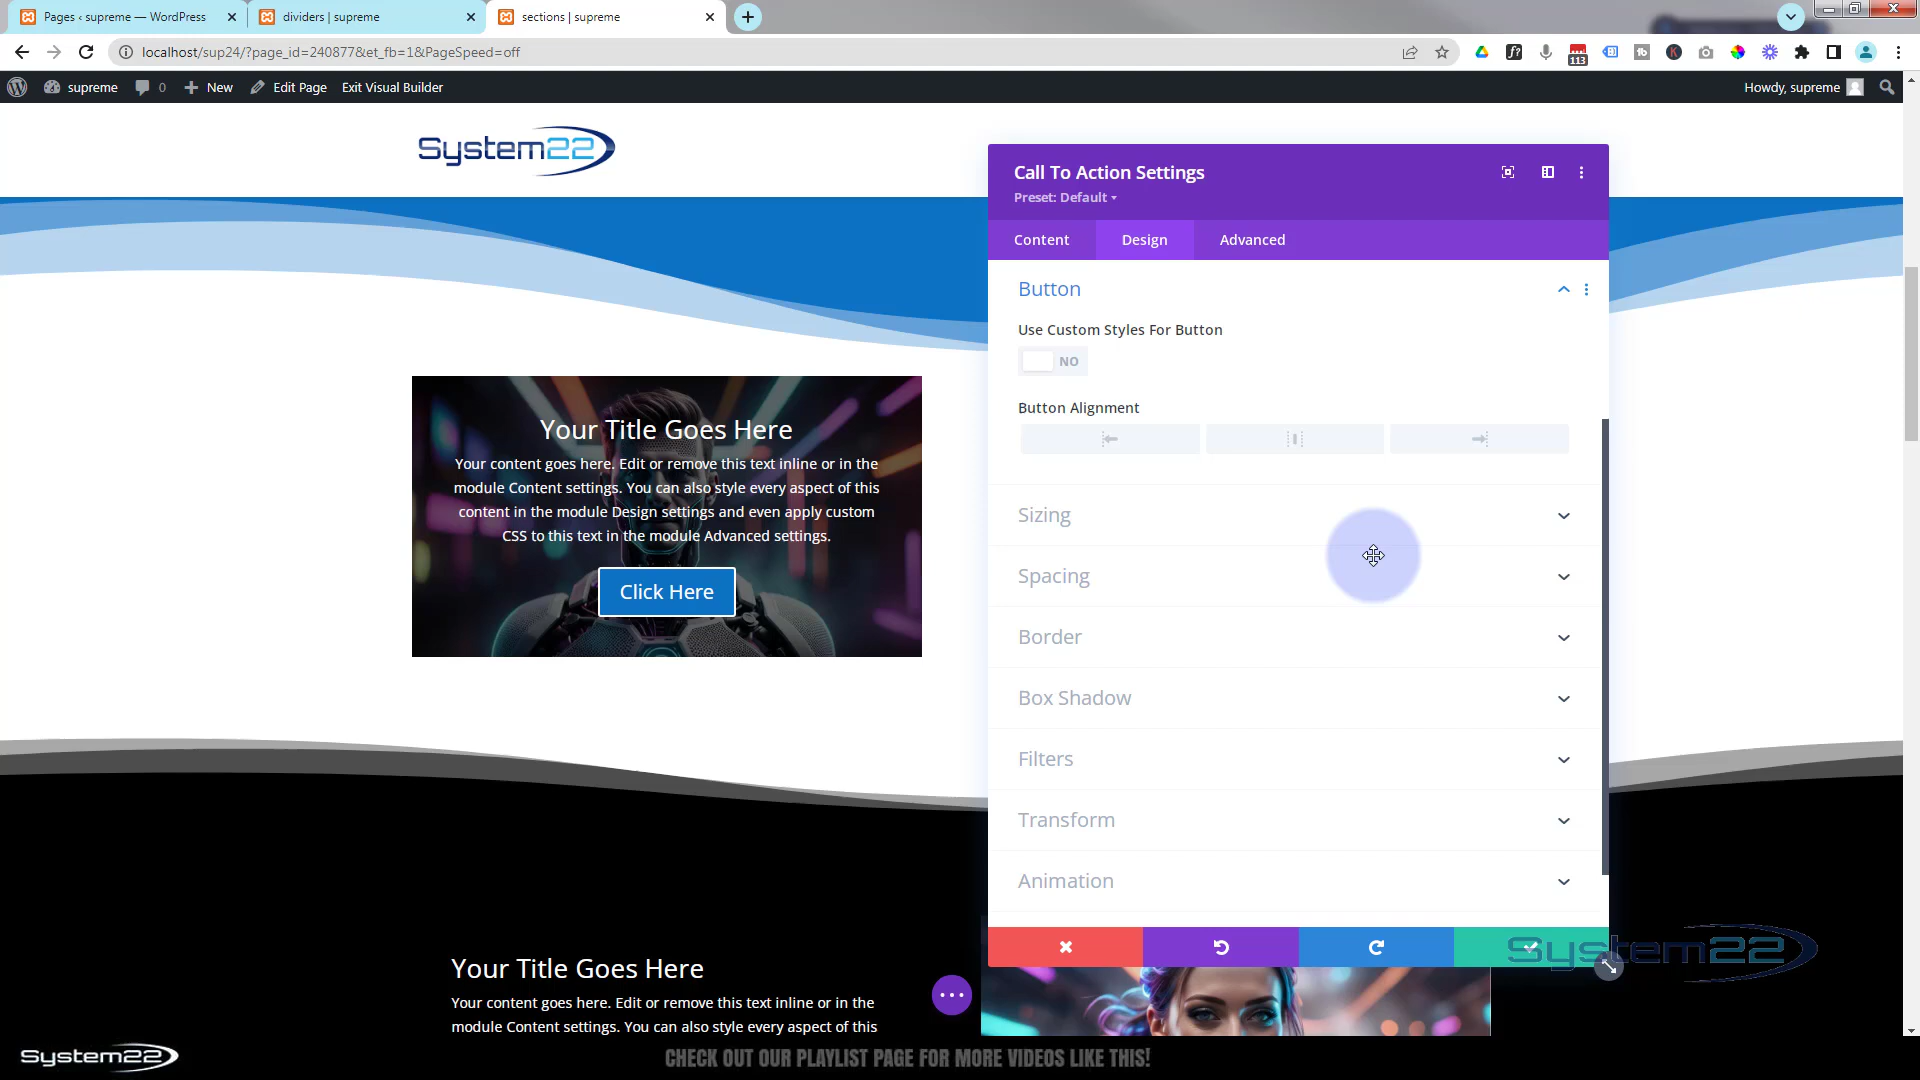 Pages ‹ supreme — WordPress
dividers | supreme
sections | supreme
localhost/sup24/?page_id=240877&et_fb=1&PageSpeed=off
113
supreme
0
New
Edit Page
Exit Visual Builder
Howdy, supreme
System22
Call To Action Settings
Preset: Default
Content
Design
Advanced
Button
Use Custom Styles For Button
NO
Button Alignment
Sizing
Spacing
Border
Box Shadow
Filters
Transform
Animation
Your Title Goes Here
Your content goes here. Edit or remove this text inline or in the
module Content settings. You can also style every aspect of this
content in the module Design settings and even apply custom
CSS to this text in the module Advanced settings.
Click Here
System22
Your Title Goes Here
Your content goes here. Edit or remove this text inline or in the
module Content settings. You can also style every aspect of this
System22
CHECK OUT OUR PLAYLIST PAGE FOR MORE VIDEOS LIKE THIS!